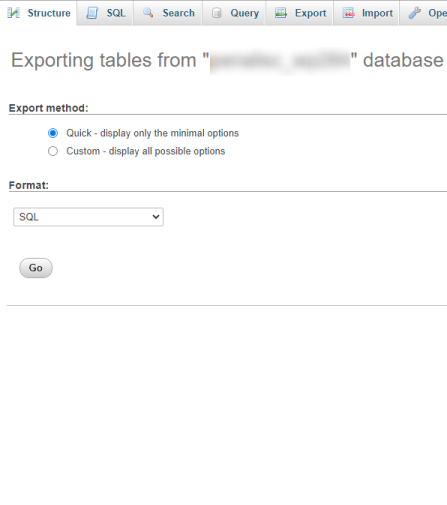 Structure SQL Search Query Export Import Ope
Exporting tables from " " database
Export method:
Quick - display only the minimal options
Custom - display all possible options
Format:
SQL
Go